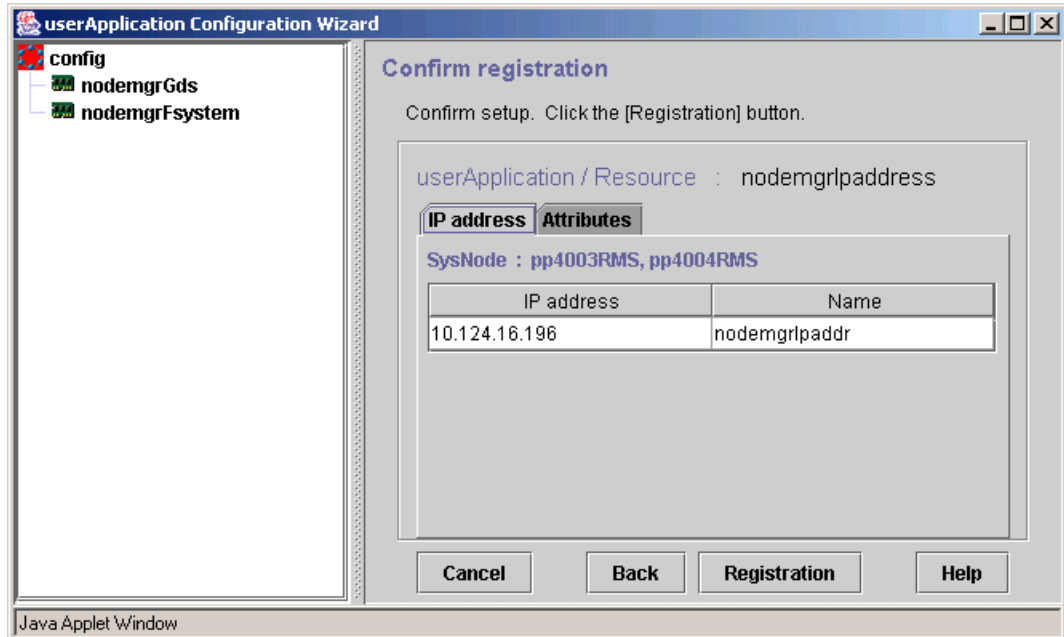 userApplication Configuration Wizard
config
nodemgrGds
nodemgrFsystem
Confirm registration
Confirm setup. Click the [Registration] button.
userApplication / Resource : nodemgrIpaddress
IP address Attributes
SysNode : pp4003RMS, pp4004RMS
IP address Name
10.124.16.196 nodemgrIpaddr
Cancel Back Registration Help
Java Applet Window